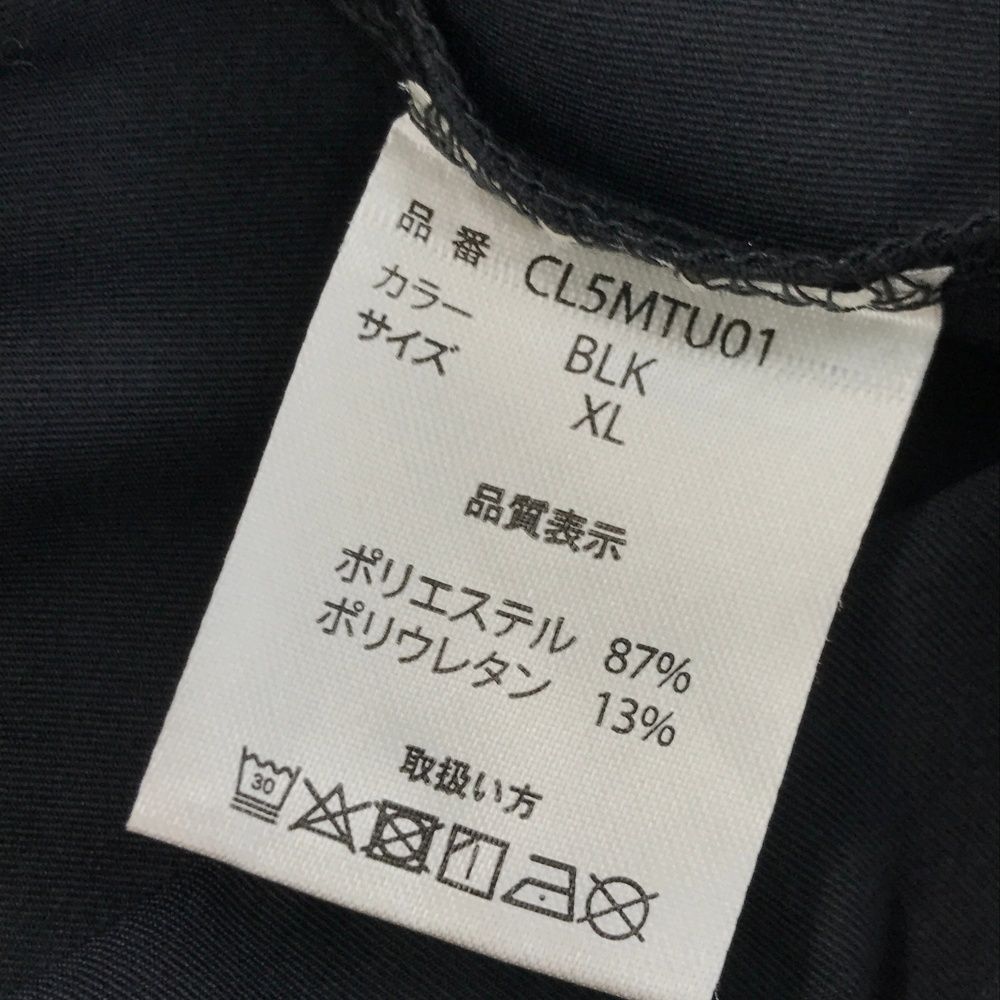 品番 CL5MTU01
カラー BLK
サイズ XL
品質表示
ポリエステル 87%
ポリウレタン 13%
取扱い方
30